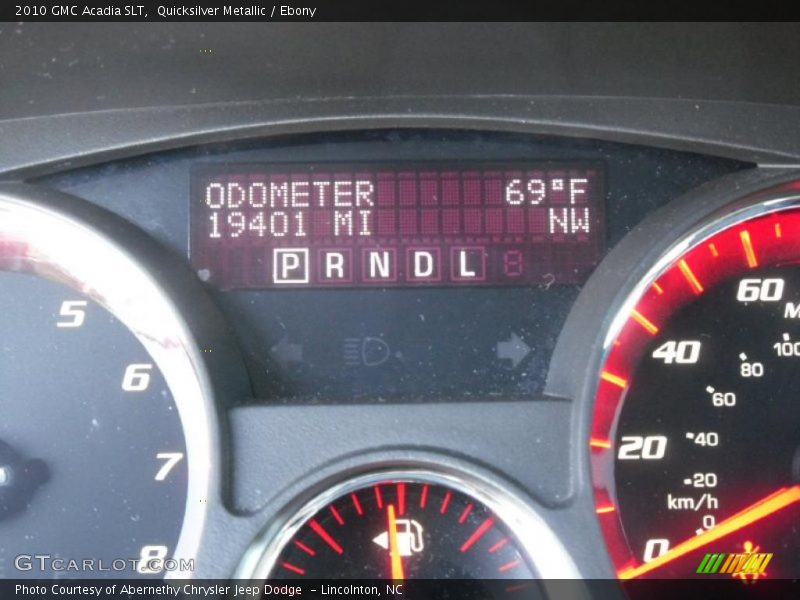 2010 GMC Acadia SLT,  Quicksilver Metallic / Ebony
ODOMETER 69°F
19401 MI NW
P R N D L
5
6
7
8
60
40
20
0
100
80
60
40
20
km/h
0
GTCARLOT.COM
Photo Courtesy of Abernethy Chrysler Jeep Dodge  – Lincolnton, NC